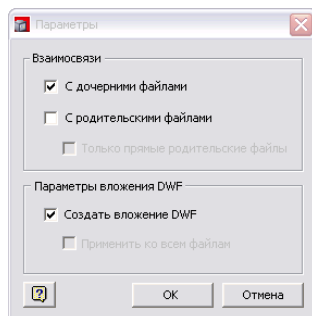 Параметры
Взаимосвязи
С дочерними файлами
С родительскими файлами
Только прямые родительские файлы
Параметры вложения DWF
Создать вложение DWF
Применить ко всем файлам
ОК Отмена